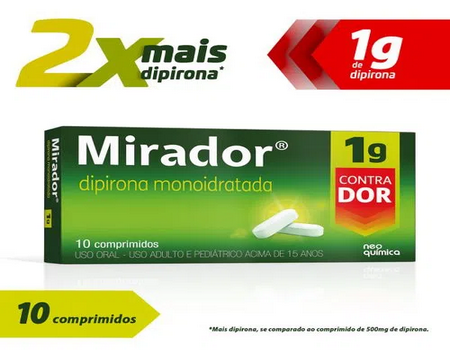 2x mais
dipirona*
1g
de
dipirona
Mirador®
dipirona monoidratada
1g
CONTRA
DOR
10 comprimidos
USO ORAL - USO ADULTO E PEDIÁTRICO ACIMA DE 15 ANOS
neo
química
Mirador®
1g
10 comprimidos
*Mais dipirona, se comparado ao comprimido de 500mg de dipirona.